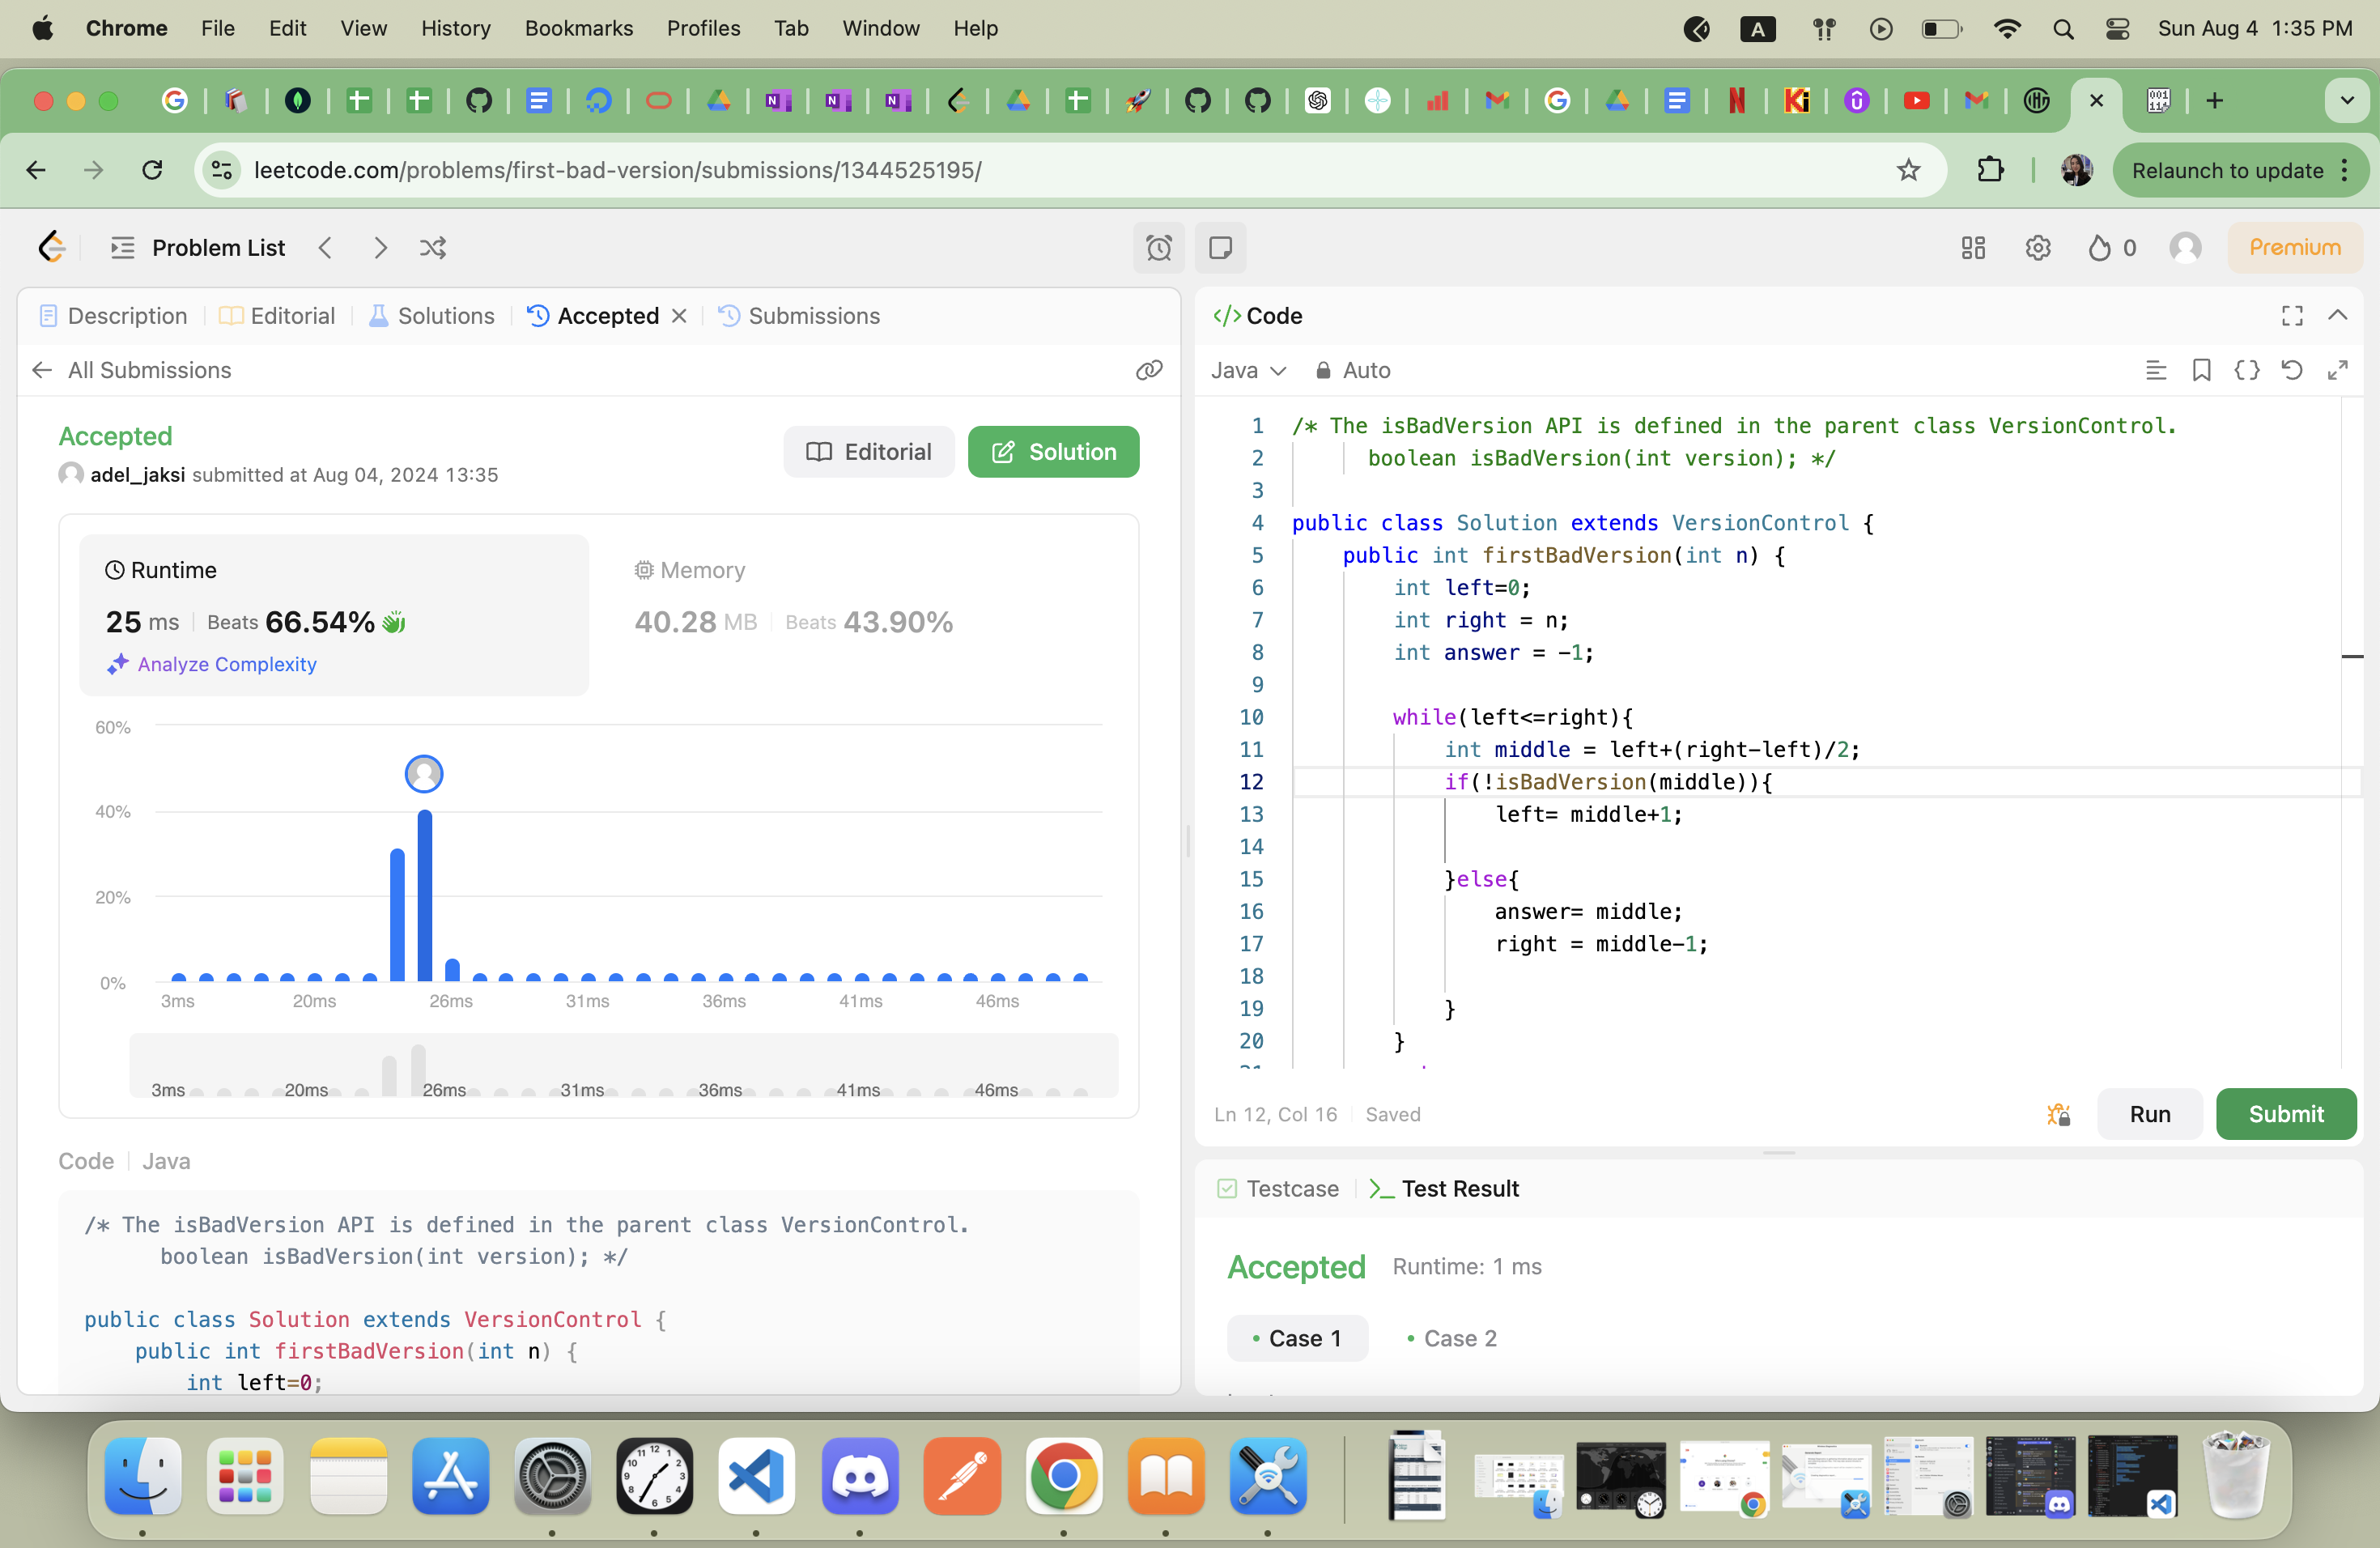 Chrome File Edit View History Bookmarks Profiles Tab Window Help A Sun Aug 4 1:35 PM
leetcode.com/problems/first-bad-version/submissions/1344525195/ Relaunch to update
Problem List 0 Premium
Description Editorial Solutions Accepted Submissions
All Submissions
Accepted
adel_jaksi submitted at Aug 04, 2024 13:35
Editorial Solution
Runtime
25 ms Beats 66.54%
Analyze Complexity
Memory
40.28 MB Beats 43.90%
60%
40%
20%
0%
3ms 20ms 26ms 31ms 36ms 41ms 46ms
3ms 20ms 26ms 31ms 36ms 41ms 46ms
Code Java
/* The isBadVersion API is defined in the parent class VersionControl.
boolean isBadVersion(int version); */
public class Solution extends VersionControl {
public int firstBadVersion(int n) {
int left=0;
</> Code
Java Auto
1 /* The isBadVersion API is defined in the parent class VersionControl.
2 boolean isBadVersion(int version); */
3
4 public class Solution extends VersionControl {
5 public int firstBadVersion(int n) {
6 int left=0;
7 int right = n;
8 int answer = -1;
9
10 while(left<=right){
11 int middle = left+(right-left)/2;
12 if(!isBadVersion(middle)){
13 left= middle+1;
14
15 }else{
16 answer= middle;
17 right = middle-1;
18
19 }
20 }
Ln 12, Col 16 Saved
Run Submit
Testcase Test Result
Accepted Runtime: 1 ms
Case 1 Case 2